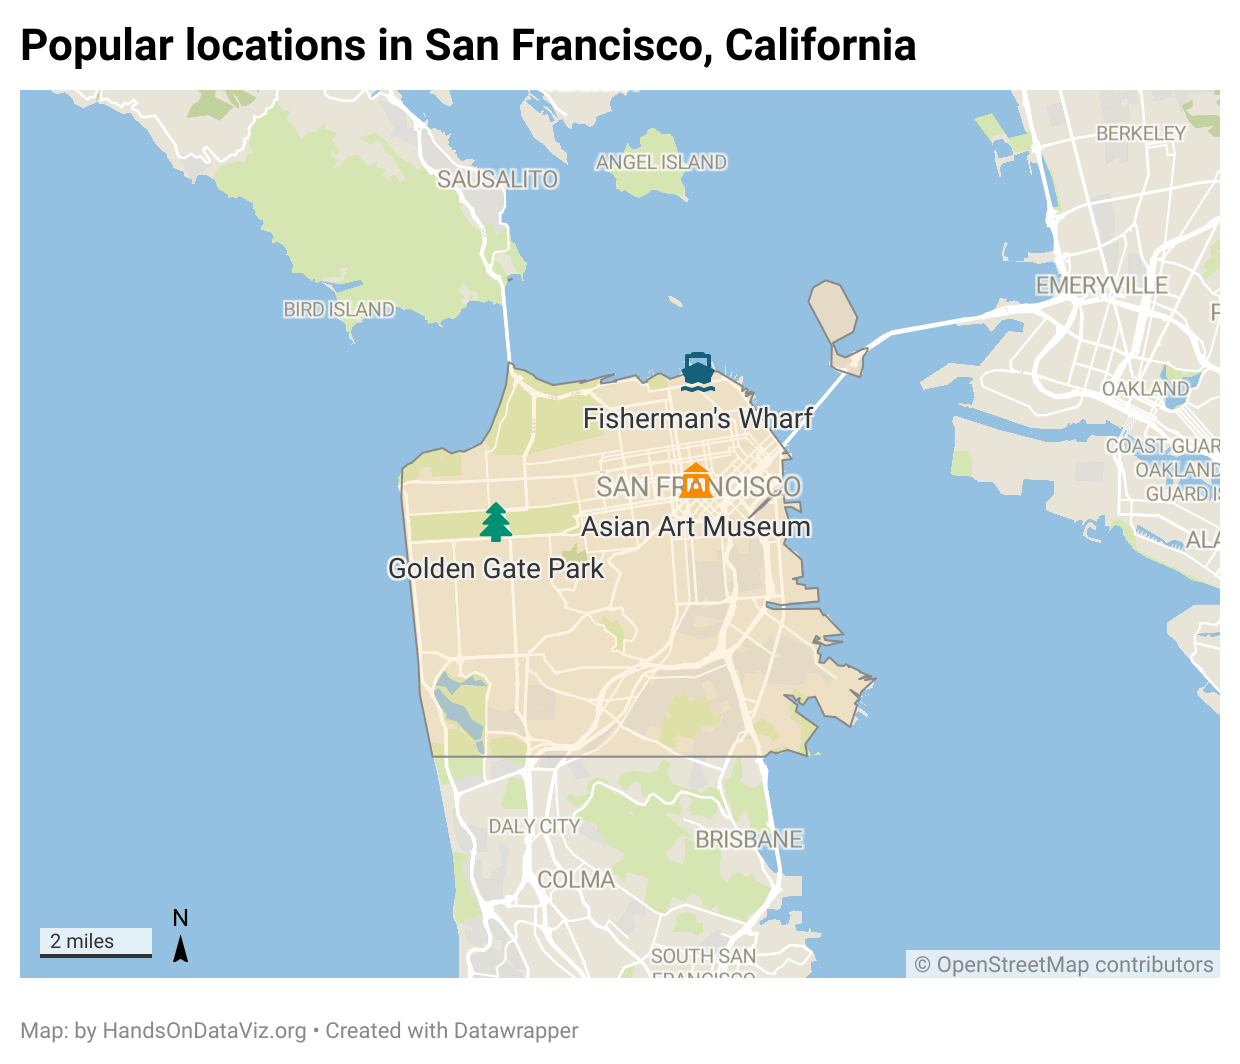 Popular locations in San Francisco, California
BERKELEY
ANGEL ISLAND
SAUSALITO
EMERYVILLE
BIRD ISLAND
OAKLAND
Fisherman's Wharf
COAST GUAR
OAKLAND
GUARD IS
SAN FRANCISCO
Asian Art Museum
ALA
Golden Gate Park
DALY CITY
BRISBANE
COLMA
N
2 miles
SOUTH SAN
FRANCISCO
© OpenStreetMap contributors
Map: by HandsOnDataViz.org • Created with Datawrapper